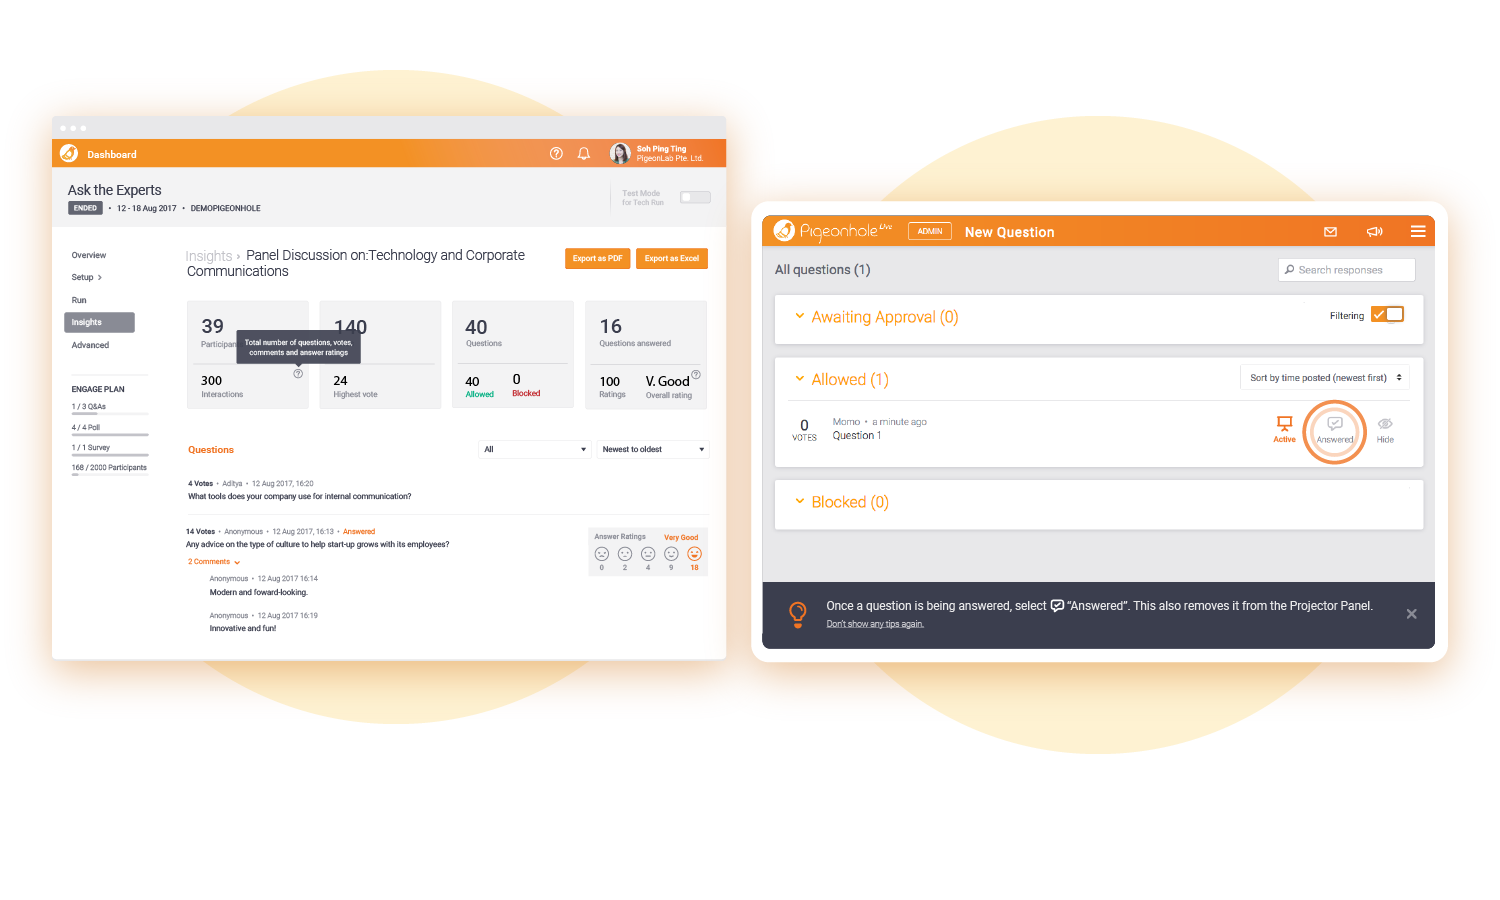 Dashboard
Soh Ping Ting
PigeonLab Pte. Ltd.
Ask the Experts
ENDED • 12 - 18 Aug 2017 • DEMOPIGEONHOLE
Test Mode
for Tech Run
Overview
Setup >
Run
Insights
Advanced
ENGAGE PLAN
1 / 3 Q&As
4 / 4 Poll
1 / 1 Survey
168 / 2000 Participants
Insights › Panel Discussion on:Technology and Corporate
Communications
Export as PDF
Export as Excel
39
Participan
300
Interactions
Total number of questions, votes,
comments and answer ratings
140
24
Highest vote
40
Questions
40
Allowed
0
Blocked
16
Questions answered
100
Ratings
V. Good
Overall rating
Questions
All
Newest to oldest
4 Votes • Aditya • 12 Aug 2017, 16:20
What tools does your company use for internal communication?
14 Votes • Anonymous • 12 Aug 2017, 16:13 • Answered
Any advice on the type of culture to help start-up grows with its employees?
2 Comments
Anonymous • 12 Aug 2017 16:14
Modern and foward-looking.
Anonymous • 12 Aug 2017 16:19
Innovative and fun!
Answer Ratings Very Good
0 2 4 9 18
Pigeonhole Live
ADMIN
New Question
All questions (1)
Search responses
Awaiting Approval (0)
Filtering
Allowed (1)
Sort by time posted (newest first)
0
VOTES
Momo • a minute ago
Question 1
Active
Answered
Hide
Blocked (0)
Once a question is being answered, select “Answered”. This also removes it from the Projector Panel.
Don't show any tips again.